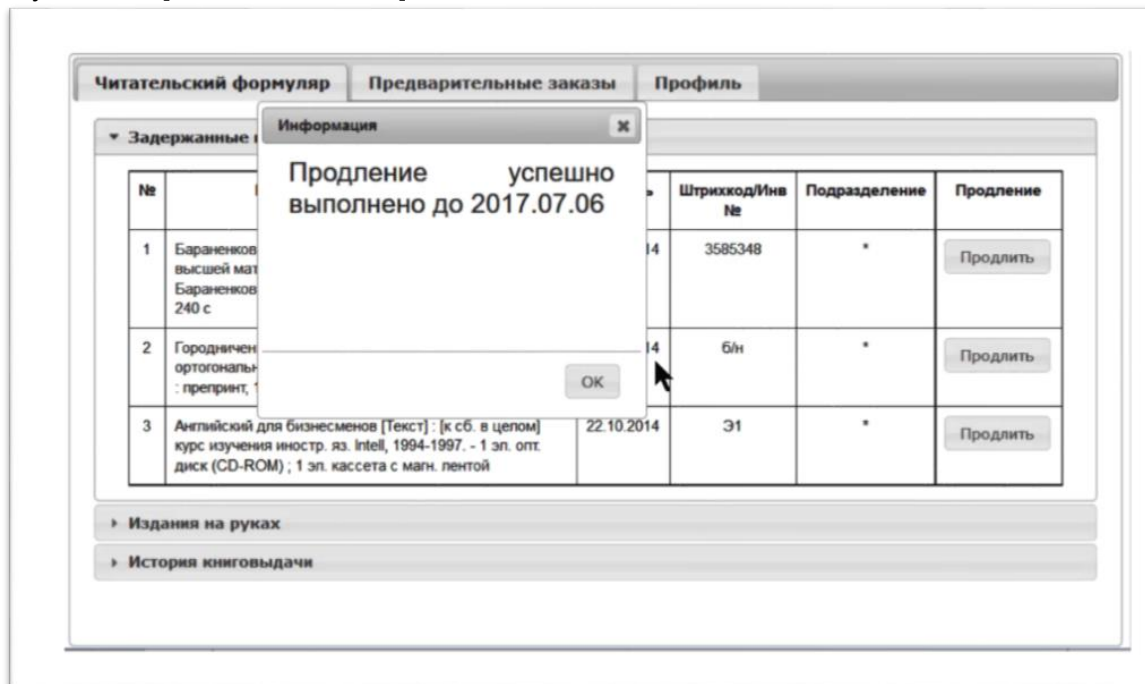 Читательский формуляр Предварительные заказы Профиль
Задержанные
Информация
Продление успешно
выполнено до 2017.07.06
OK
№ Штрихкод/Инв Подразделение Продление
№
1 Бараненков 14 3585348 * Продлить
высшей мат
Бараненков
240 с
2 Городничен 14 б/н * Продлить
ортогональн
: препринт, 1
3 Английский для бизнесменов [Текст] : [к сб. в целом] 22.10.2014 Э1 * Продлить
курс изучения иностр. яз. Intell, 1994-1997. - 1 эл. опт.
диск (CD-ROM) ; 1 эл. кассета с магн. лентой
Издания на руках
История книговыдачи